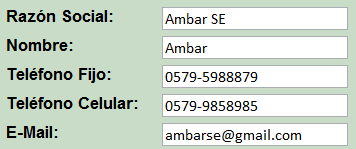 Razón Social: Ambar SE
Nombre: Ambar
Teléfono Fijo: 0579-5988879
Teléfono Celular: 0579-9858985
E-Mail: ambarse@gmail.com